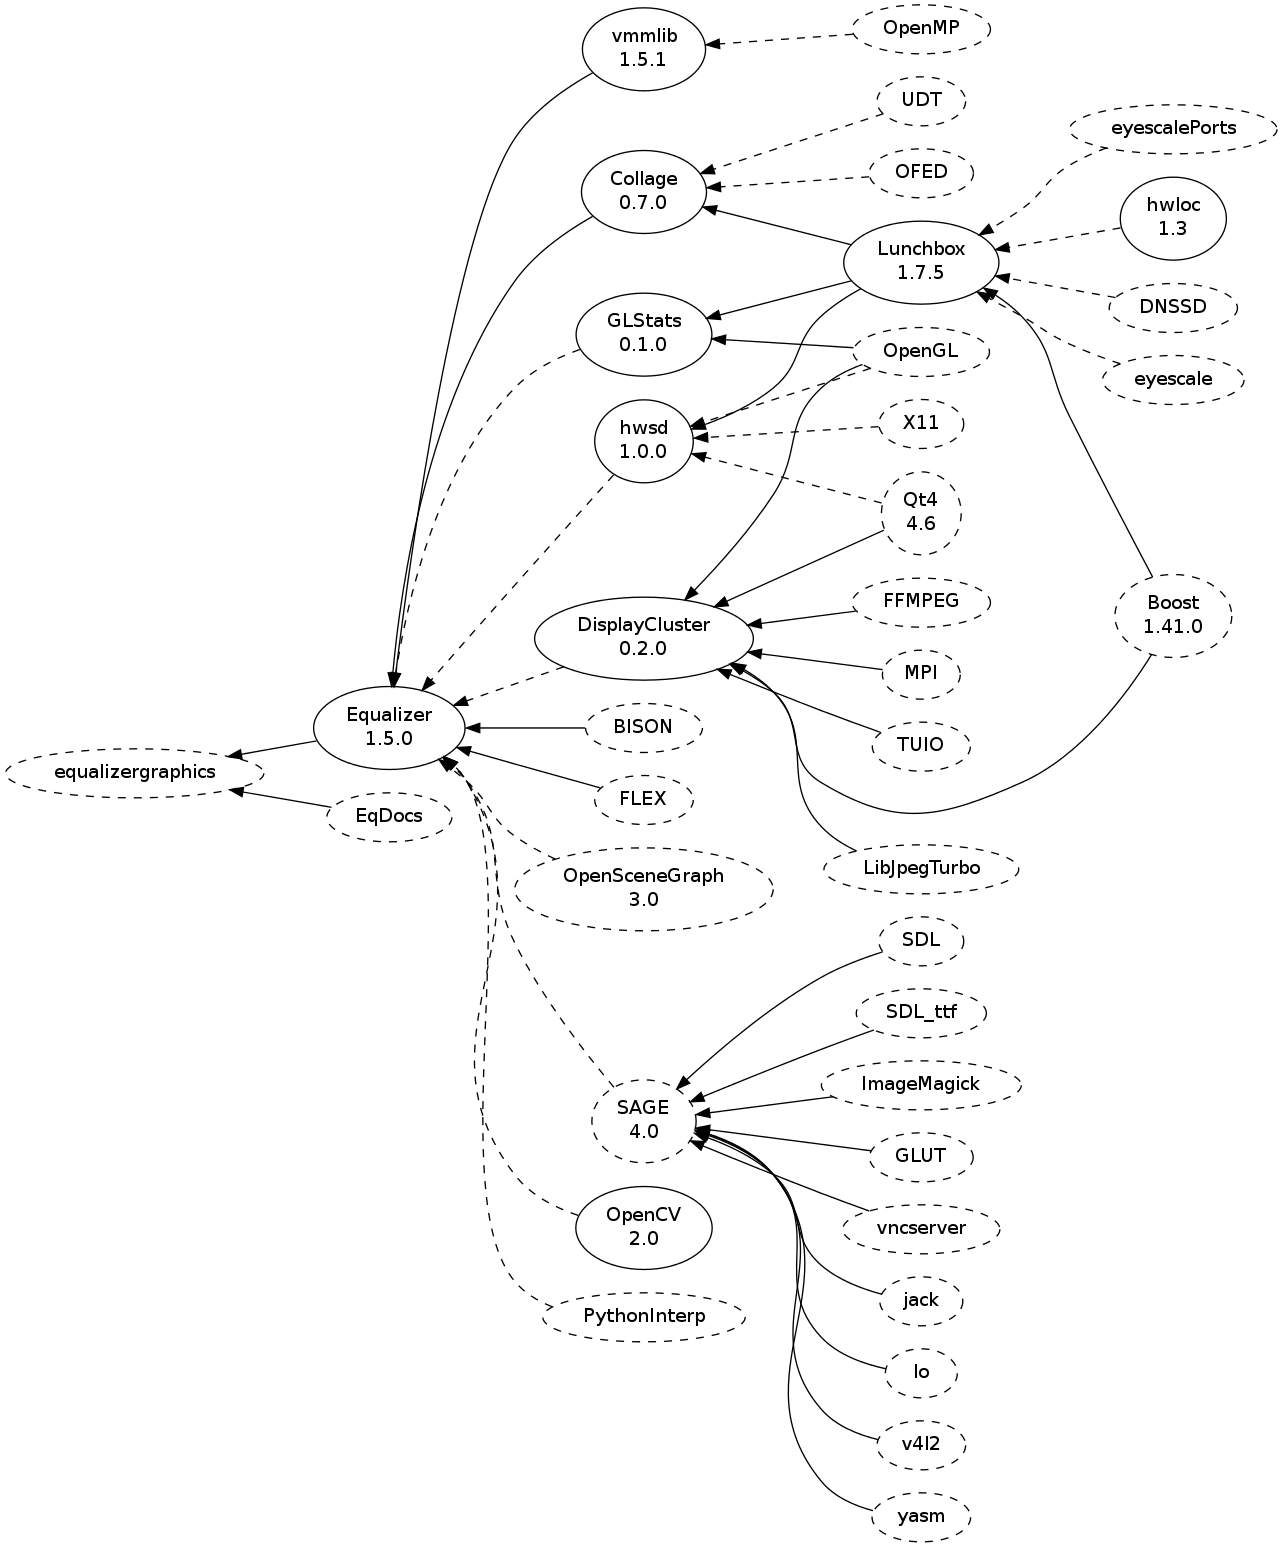 vmmlib
1.5.1
OpenMP
UDT
eyescalePorts
Collage
0.7.0
OFED
hwloc
1.3
Lunchbox
1.7.5
DNSSD
GLStats
0.1.0
OpenGL
eyescale
hwsd
1.0.0
X11
Qt4
4.6
FFMPEG
Boost
1.41.0
DisplayCluster
0.2.0
MPI
TUIO
Equalizer
1.5.0
BISON
equalizergraphics
FLEX
EqDocs
LibJpegTurbo
OpenSceneGraph
3.0
SDL
SDL_ttf
ImageMagick
SAGE
4.0
GLUT
OpenCV
2.0
vncserver
jack
PythonInterp
lo
v4l2
yasm